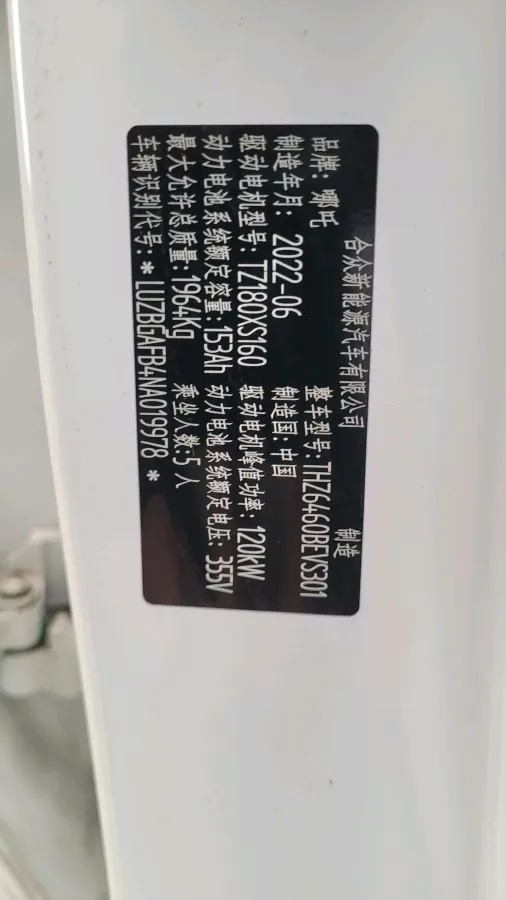 合众新能源汽车有限公司 制造
品牌: 哪吒 整车型号: THZ6460BEVS301
制造年月: 2022-06 制造国: 中国
驱动电机型号: TZ180XS160 驱动电机峰值功率: 120kW
动力电池系统额定容量: 153Ah 动力电池系统额定电压: 355V
最大允许总质量: 1964kg 乘坐人数: 5人
车辆识别代号: *LUZBGAFB4NA019978*